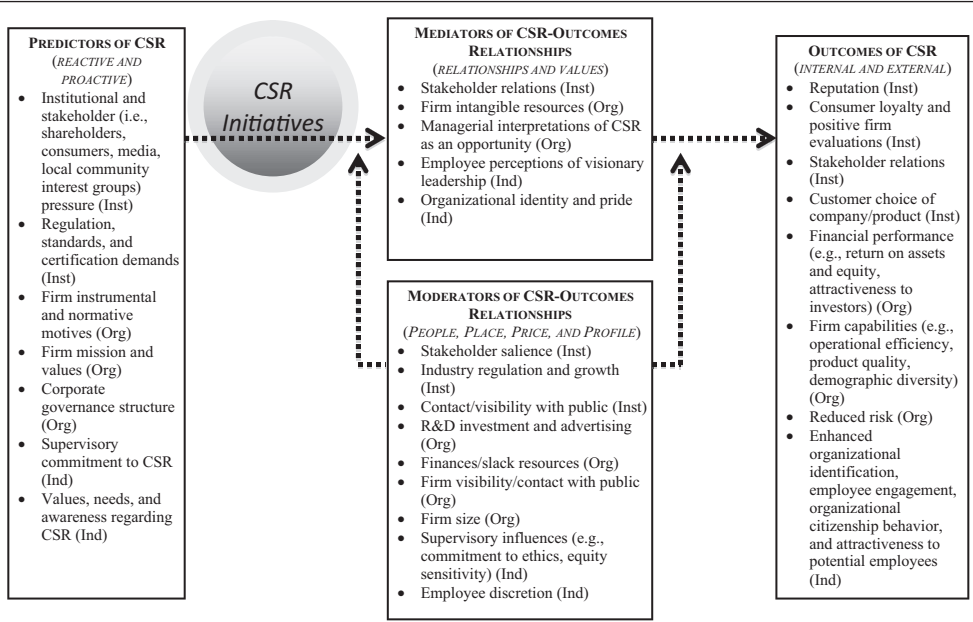 PREDICTORS OF CSR
(REACTIVE AND
PROACTIVE)
• Institutional and
stakeholder (i.e.,
shareholders,
consumers, media,
local community
interest groups)
pressure (Inst)
• Regulation,
standards, and
certification demands
(Inst)
• Firm instrumental
and normative
motives (Org)
• Firm mission and
values (Org)
• Corporate
governance structure
(Org)
• Supervisory
commitment to CSR
(Ind)
• Values, needs, and
awareness regarding
CSR (Ind)
CSR
Initiatives
MEDIATORS OF CSR-OUTCOMES
RELATIONSHIPS
(RELATIONSHIPS AND VALUES)
• Stakeholder relations (Inst)
• Firm intangible resources (Org)
• Managerial interpretations of CSR
as an opportunity (Org)
• Employee perceptions of visionary
leadership (Ind)
• Organizational identity and pride
(Ind)
MODERATORS OF CSR-OUTCOMES
RELATIONSHIPS
(PEOPLE, PLACE, PRICE, AND PROFILE)
• Stakeholder salience (Inst)
• Industry regulation and growth
(Inst)
• Contact/visibility with public (Inst)
• R&D investment and advertising
(Org)
• Finances/slack resources (Org)
• Firm visibility/contact with public
(Org)
• Firm size (Org)
• Supervisory influences (e.g.,
commitment to ethics, equity
sensitivity) (Ind)
• Employee discretion (Ind)
OUTCOMES OF CSR
(INTERNAL AND EXTERNAL)
• Reputation (Inst)
• Consumer loyalty and
positive firm
evaluations (Inst)
• Stakeholder relations
(Inst)
• Customer choice of
company/product (Inst)
• Financial performance
(e.g., return on assets
and equity,
attractiveness to
investors) (Org)
• Firm capabilities (e.g.,
operational efficiency,
product quality,
demographic diversity)
(Org)
• Reduced risk (Org)
• Enhanced
organizational
identification,
employee engagement,
organizational
citizenship behavior,
and attractiveness to
potential employees
(Ind)